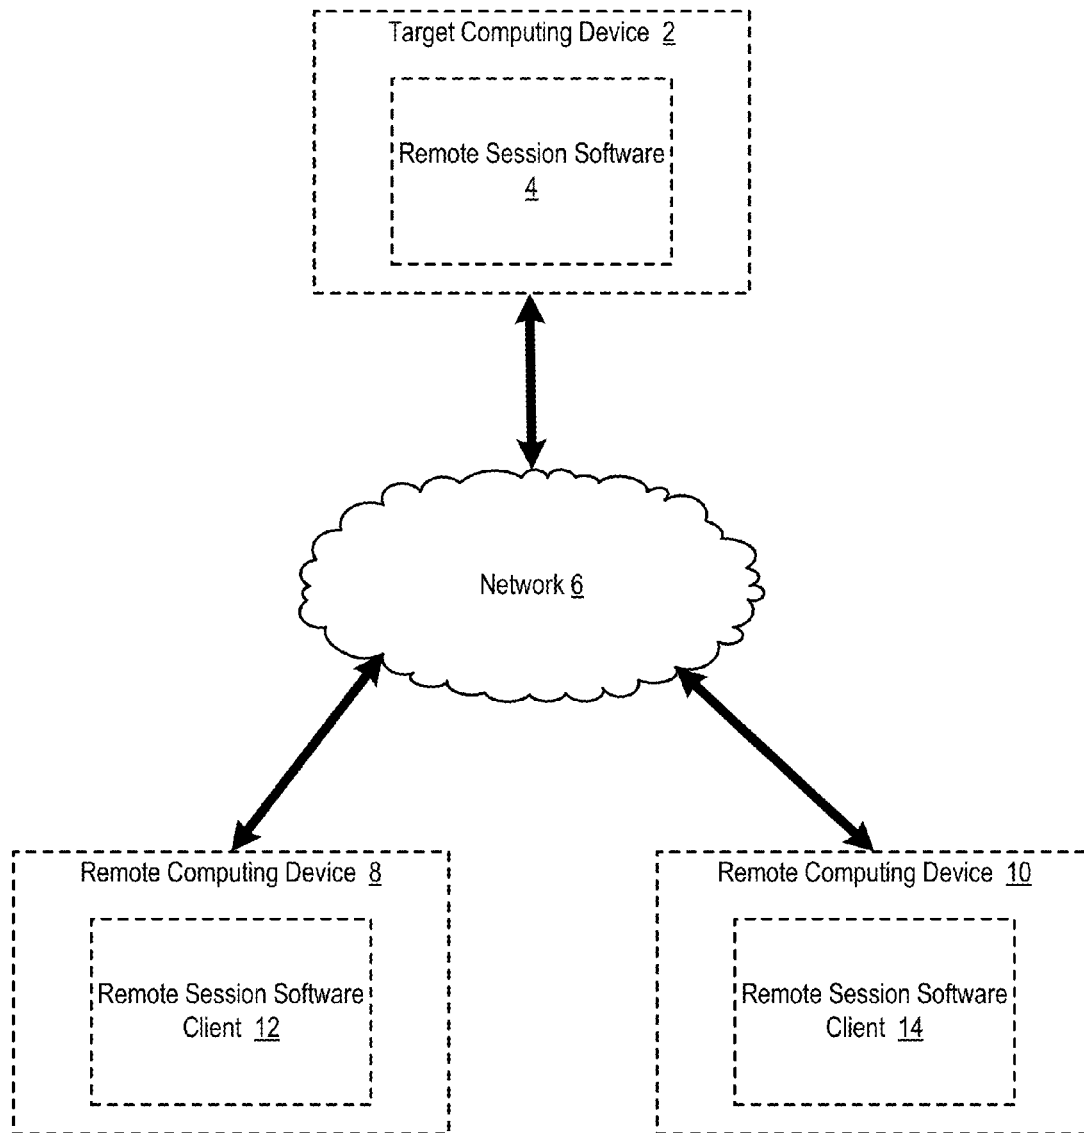 Target Computing Device 2
Remote Session Software
4
Network 6
Remote Computing Device 8
Remote Session Software
Client 12
Remote Computing Device 10
Remote Session Software
Client 14